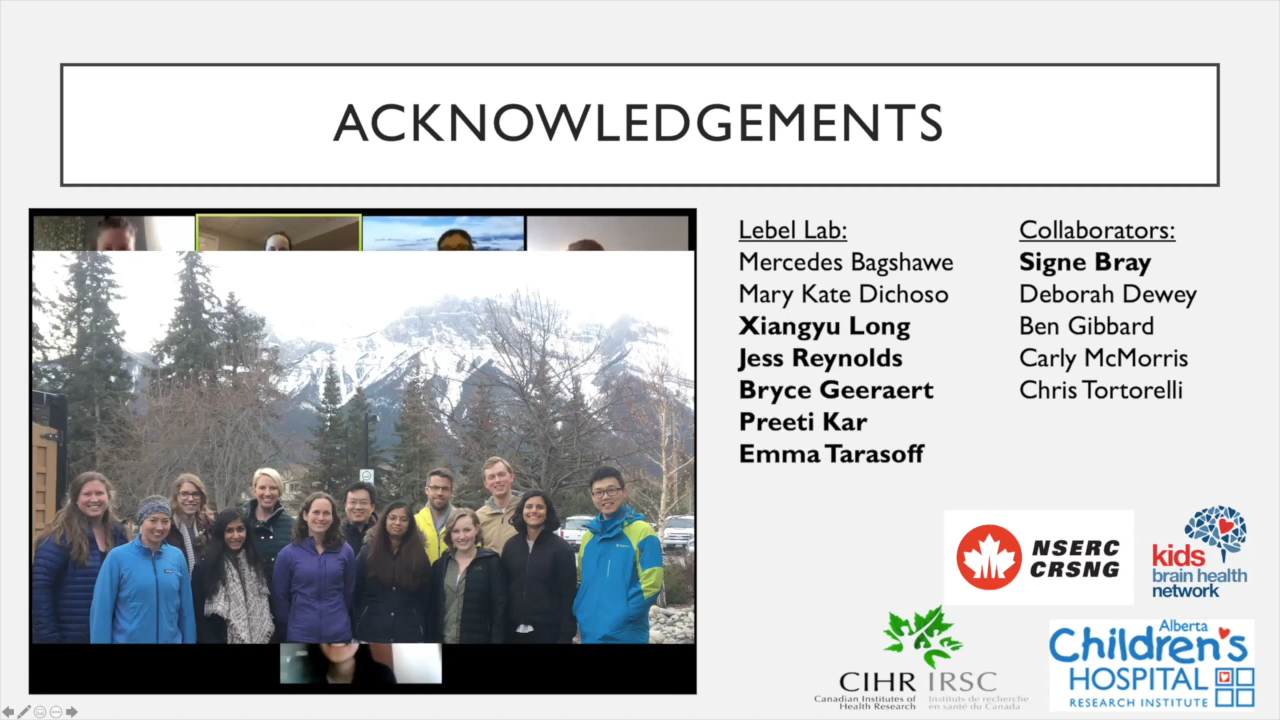 ACKNOWLEDGEMENTS
Lebel Lab:
Mercedes Bagshawe
Mary Kate Dichoso
Xiangyu Long
Jess Reynolds
Bryce Geeraert
Preeti Kar
Emma Tarasoff
Collaborators:
Signe Bray
Deborah Dewey
Ben Gibbard
Carly McMorris
Chris Tortorelli
NSERC
CRSNG
kids
brain health
network
CIHR IRSC
Canadian Institutes of
Health Research
Instituts de recherche
en santé du Canada
Alberta
Children's
HOSPITAL
RESEARCH INSTITUTE